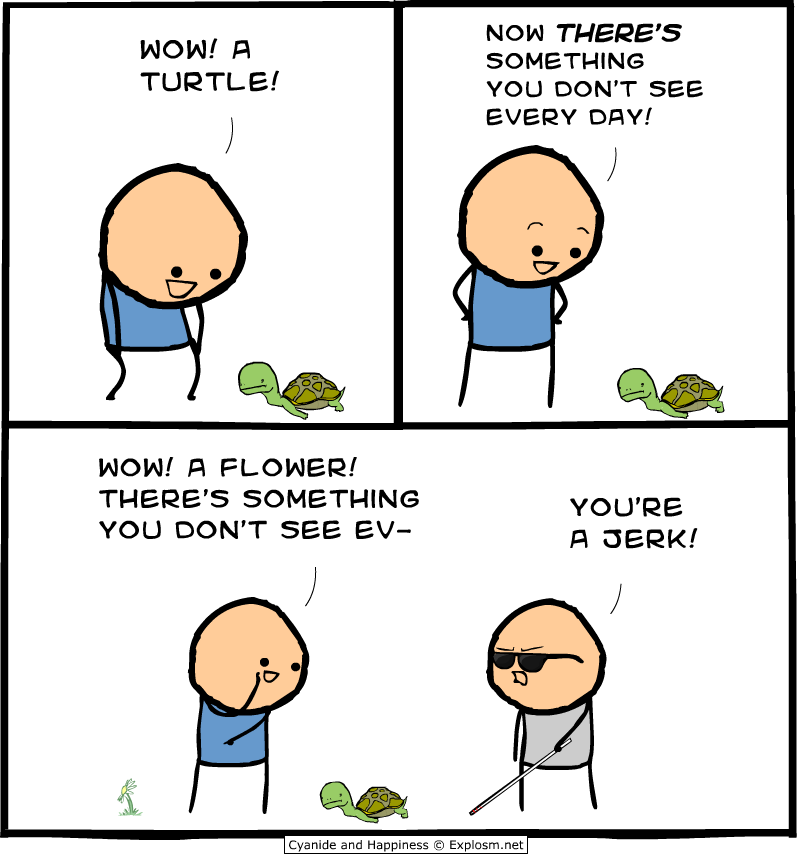 WOW! A
TURTLE!
NOW THERE'S
SOMETHING
YOU DON'T SEE
EVERY DAY!
WOW! A FLOWER!
THERE'S SOMETHING
YOU DON'T SEE EV-
YOU'RE
A JERK!
Cyanide and Happiness © Explosm.net